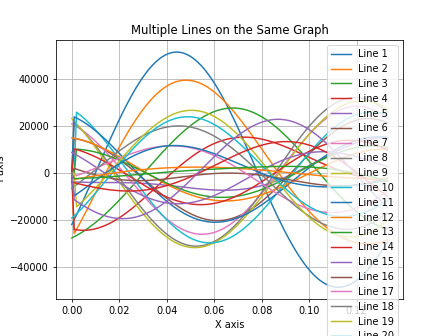 Multiple Lines on the Same Graph
40000
20000
0
−20000
−40000
0.00
0.02
0.04
0.06
0.08
0.10
X axis
Line 1
Line 2
Line 3
Line 4
Line 5
Line 6
Line 7
Line 8
Line 9
Line 10
Line 11
Line 12
Line 13
Line 14
Line 15
Line 16
Line 17
Line 18
Line 19
Line 20